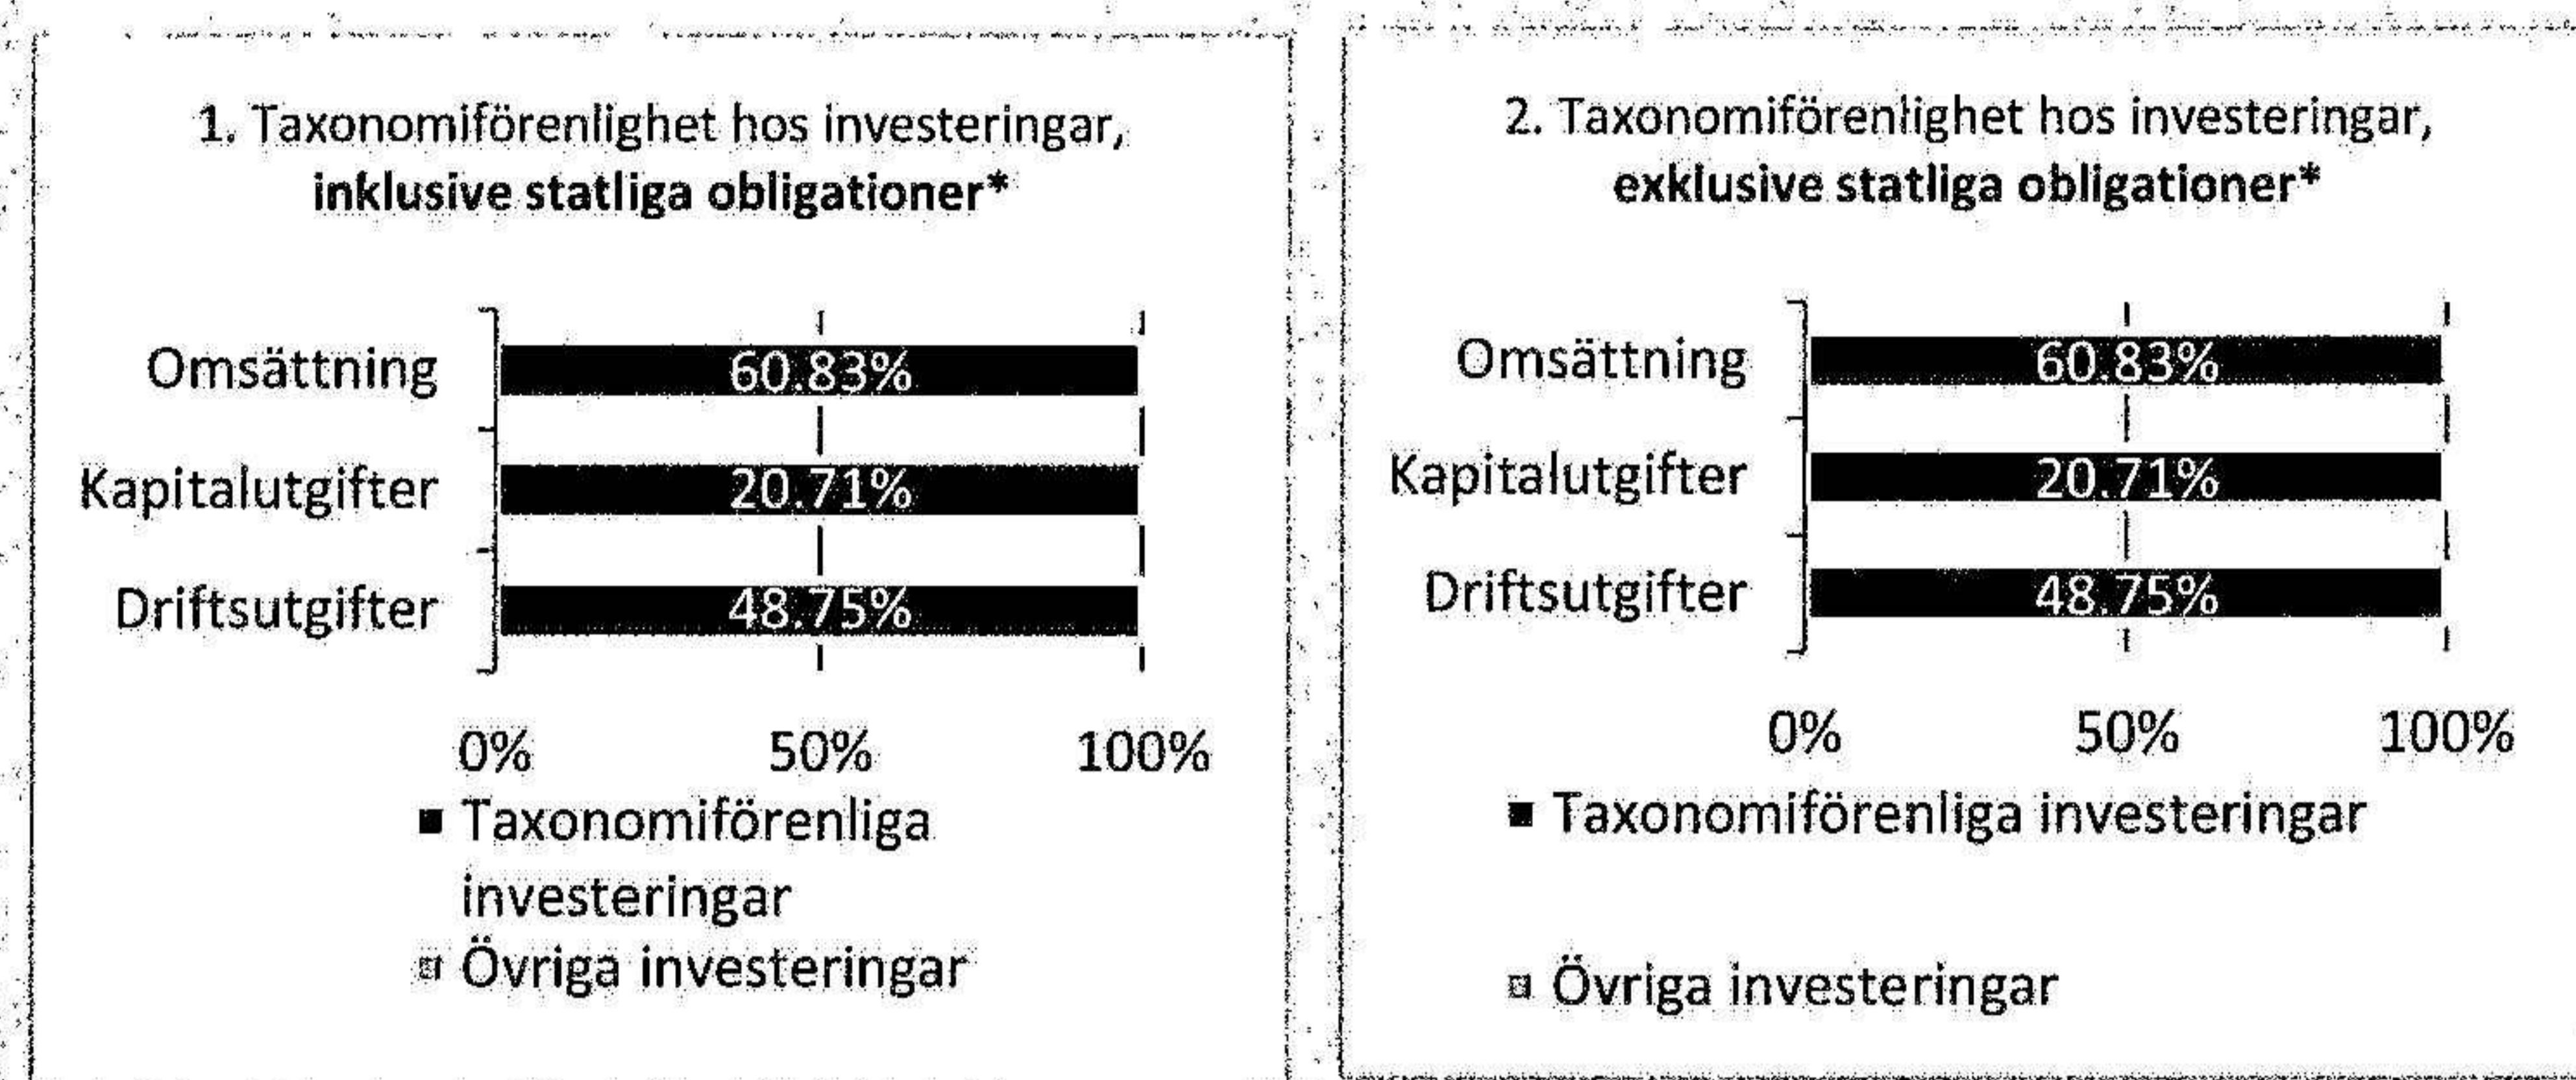 1. Taxonomiförenlighet hos investeringar,
inklusive statliga obligationer*
Omsättning 60.83%
Kapitalutgifter 20.71%
Driftsutgifter 48.75%
0% 50% 100%
■ Taxonomiförenliga
investeringar
Övriga investeringar
2. Taxonomiförenlighet hos investeringar,
exklusive statliga obligationer*
Omsättning 60.83%
Kapitalutgifter 20.71%
Driftsutgifter 48.75%
0% 50% 100%
■ Taxonomiförenliga investeringar
Övriga investeringar